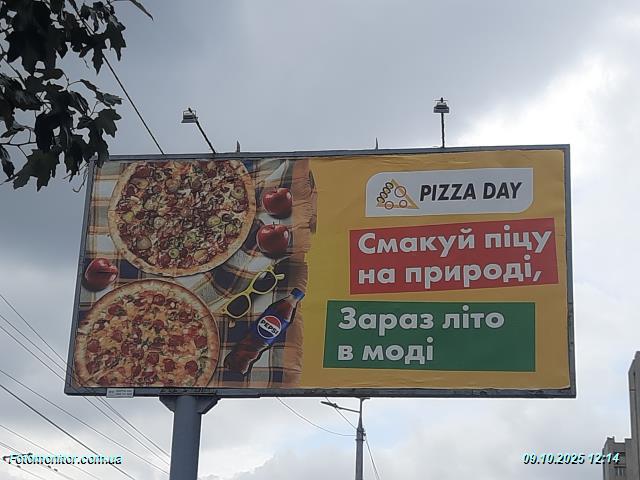 PIZZA DAY
Смакуй піцу
на природі,
Зараз літо
в моді
PEPSI
Fotomonitor.com.ua
09.10.2025 12:14